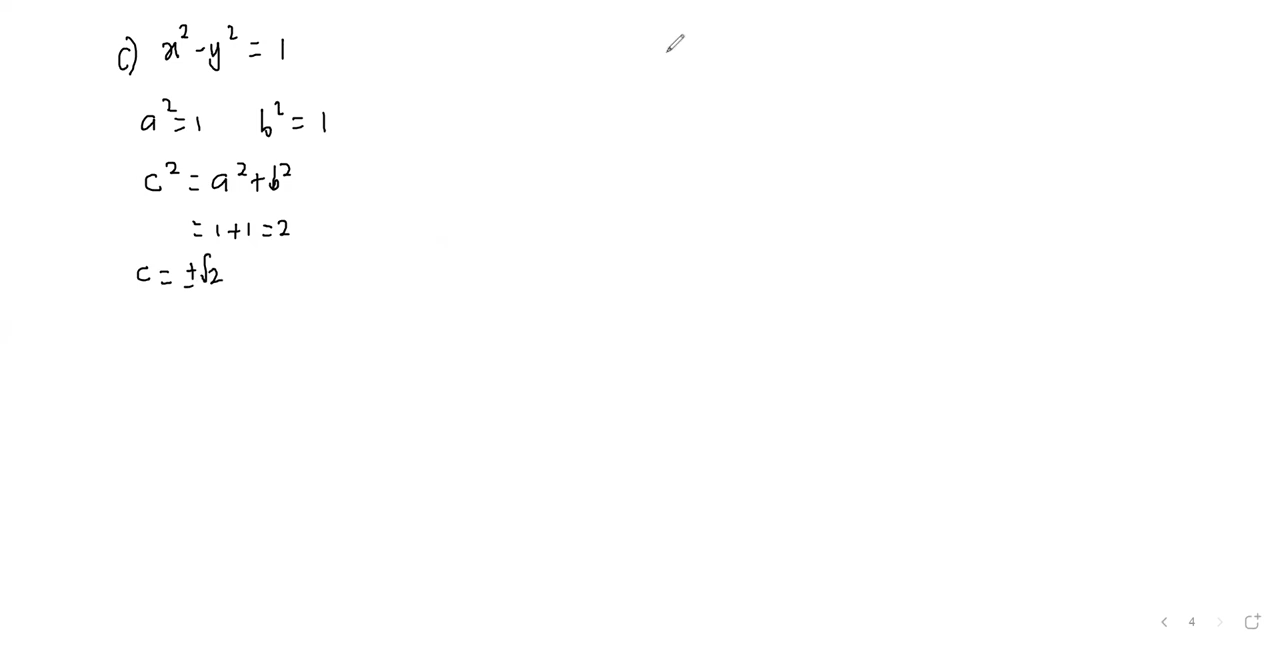 c) x² - y² = 1
a² = 1 b² = 1
c² = a² + b²
= 1 + 1 = 2
c = ±√2
4